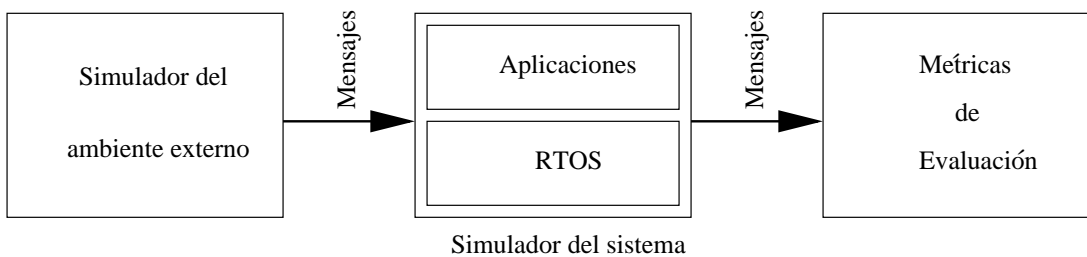 Simulador del
ambiente externo
Mensajes
Aplicaciones
RTOS
Simulador del sistema
Mensajes
Métricas
de
Evaluación